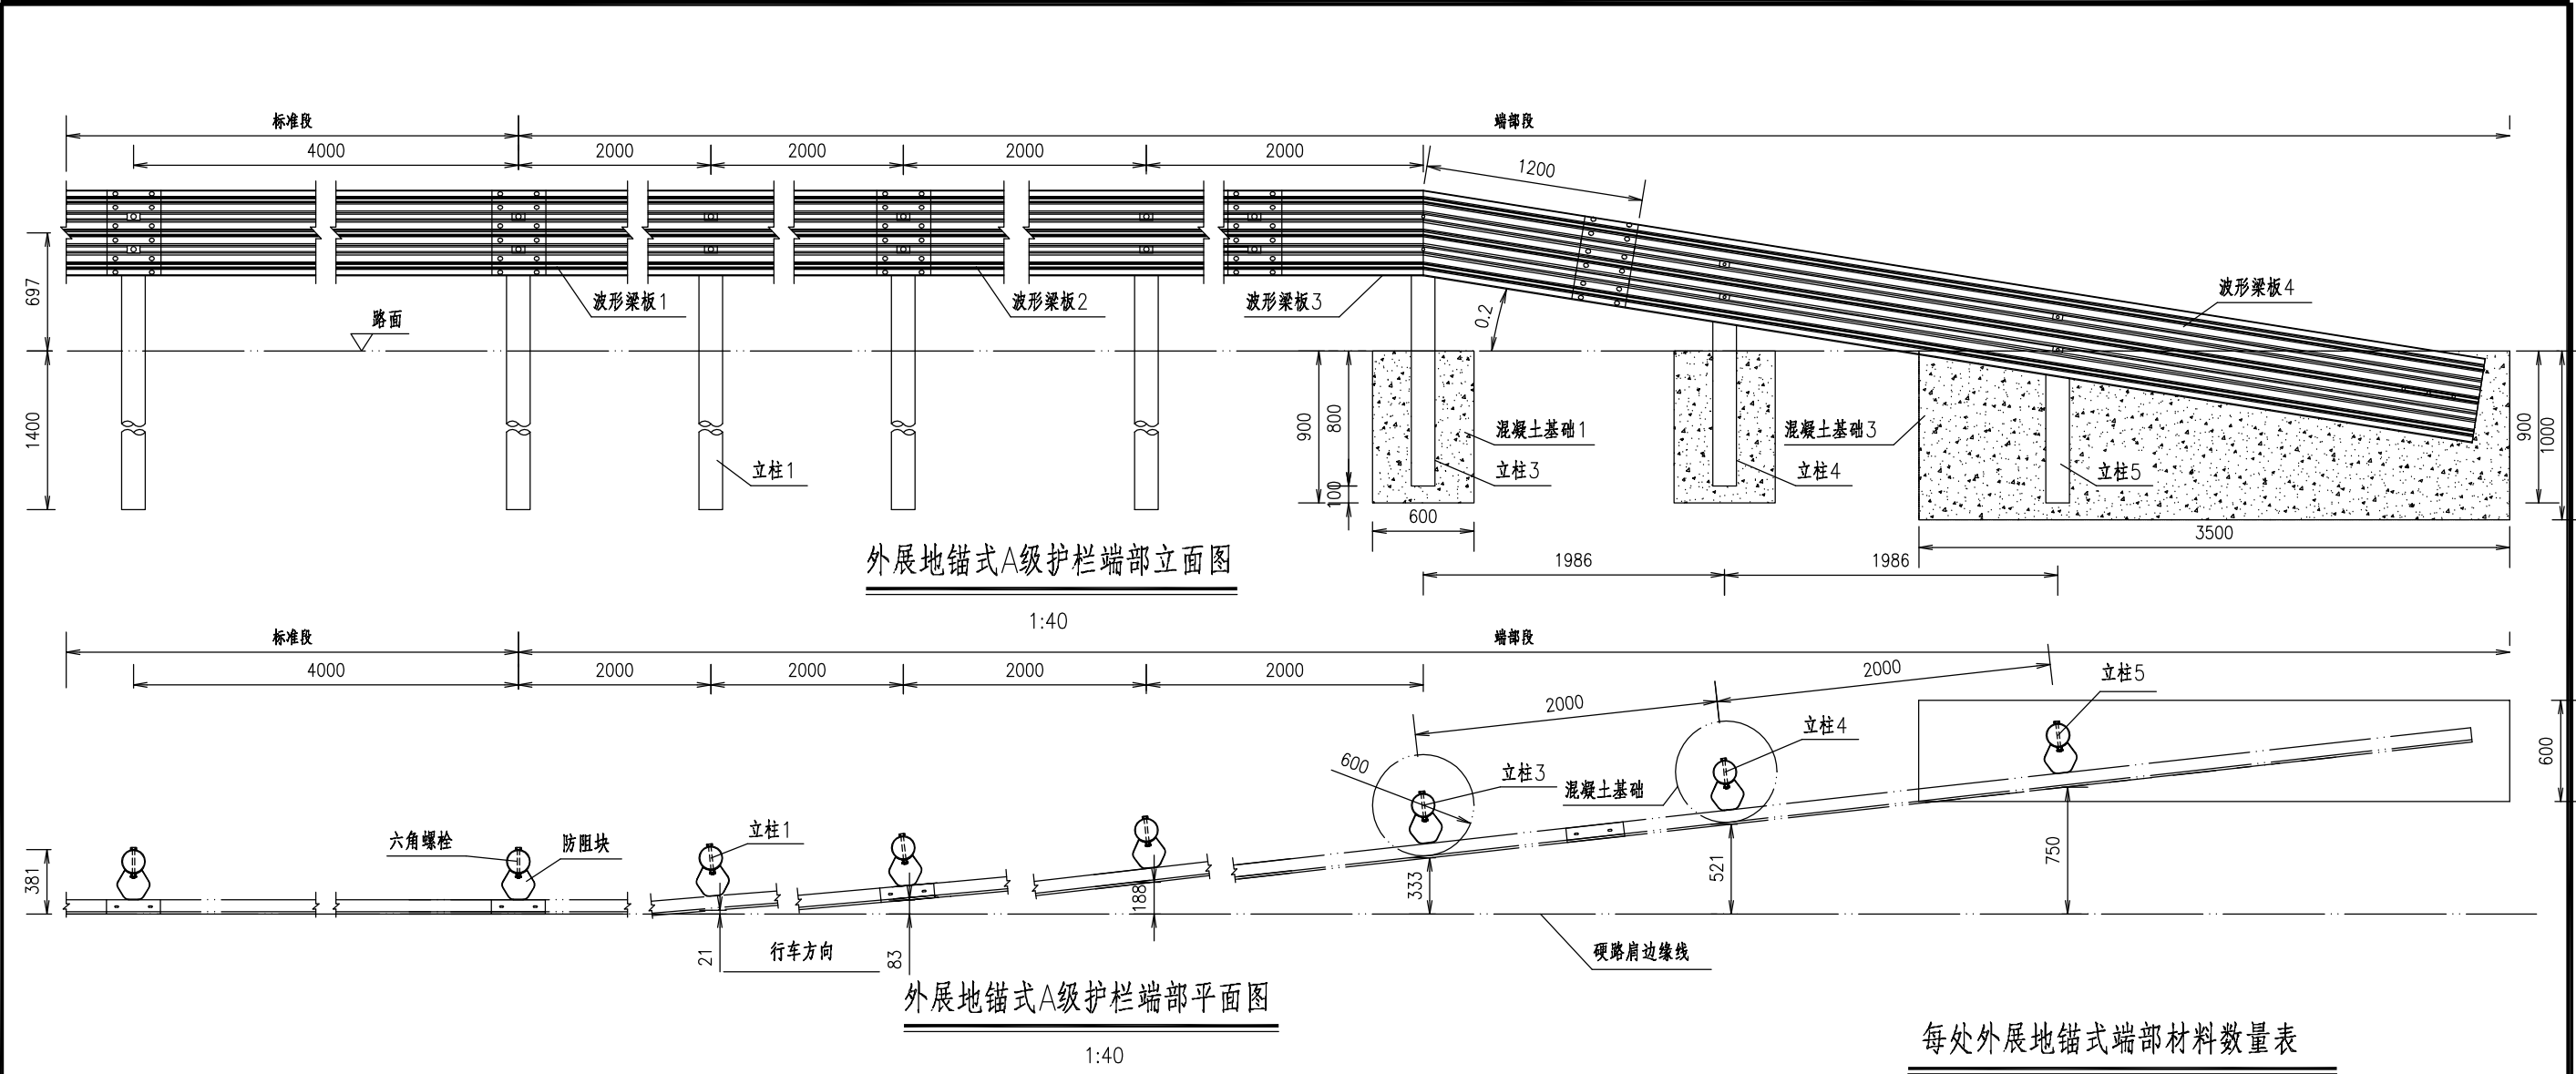 标准段
端部段
4000
2000
2000
2000
2000
1200
697
1400
路面
波形梁板1
波形梁板2
波形梁板3
波形梁板4
0.2
立柱1
900
800
100
600
混凝土基础1
立柱3
立柱4
混凝土基础3
立柱5
900
1000
3500
1986
1986
外展地锚式A级护栏端部立面图
1:40
标准段
端部段
4000
2000
2000
2000
2000
2000
2000
立柱5
立柱4
立柱3
600
混凝土基础
600
六角螺栓
防阻块
立柱1
381
21
83
188
333
521
750
行车方向
硬路肩边缘线
外展地锚式A级护栏端部平面图
1:40
每处外展地锚式端部材料数量表